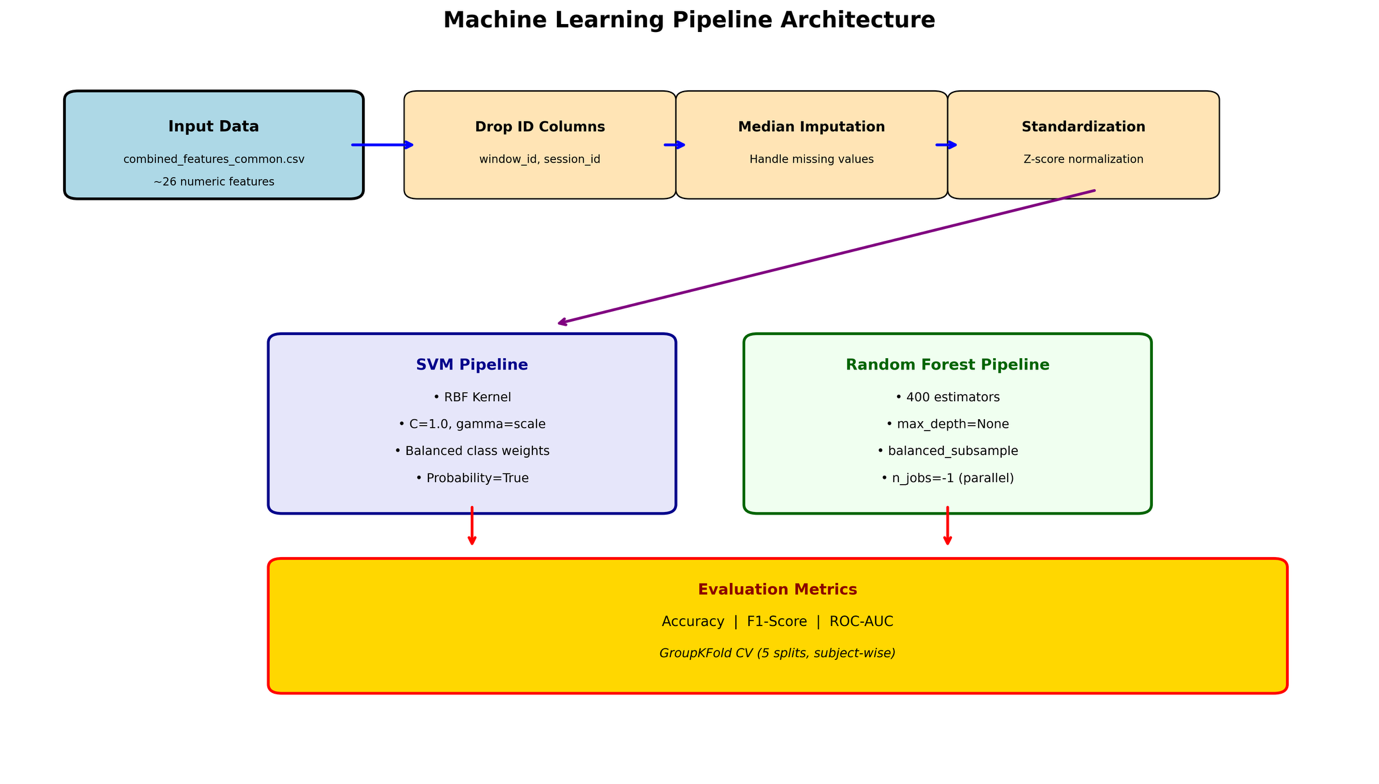 Machine Learning Pipeline Architecture
Input Data
combined_features_common.csv
~26 numeric features
Drop ID Columns
window_id, session_id
Median Imputation
Handle missing values
Standardization
Z-score normalization
SVM Pipeline
• RBF Kernel
• C=1.0, gamma=scale
• Balanced class weights
• Probability=True
Random Forest Pipeline
• 400 estimators
• max_depth=None
• balanced_subsample
• n_jobs=-1 (parallel)
Evaluation Metrics
Accuracy | F1-Score | ROC-AUC
GroupKFold CV (5 splits, subject-wise)